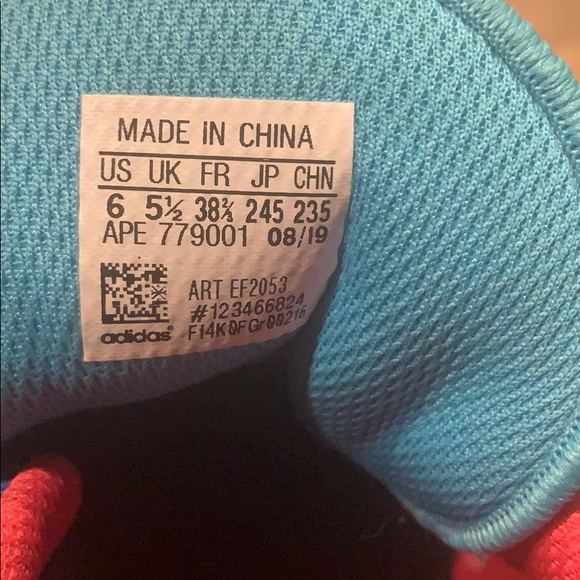 MADE IN CHINA
US UK FR JP CHN
6 5½ 38⅔ 245 235
APE 779001 08/19
ART EF2053
#123466824
F14K0FGr00216
adidas